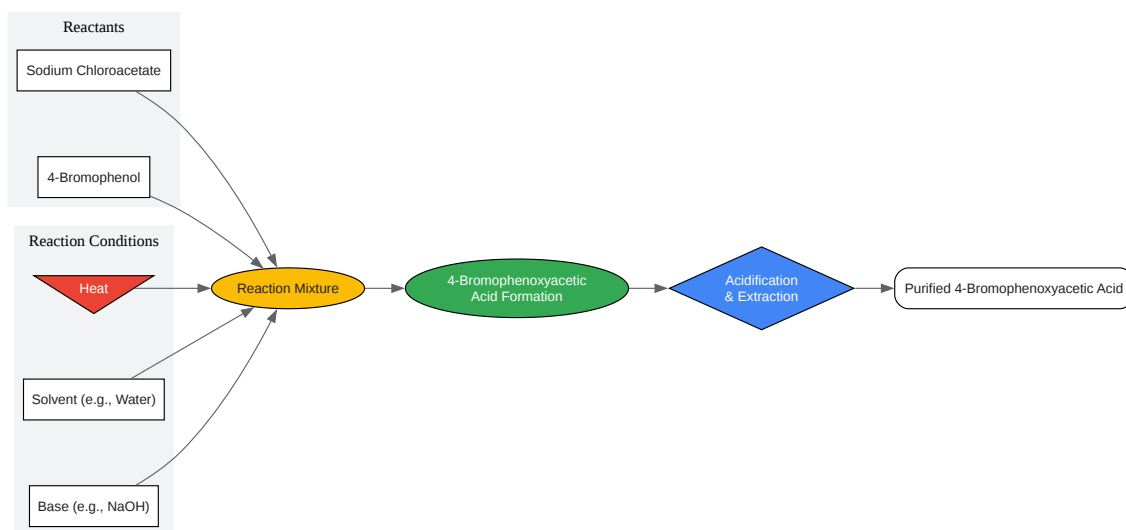 Reactants
Sodium Chloroacetate
4-Bromophenol
Reaction Conditions
Heat
Solvent (e.g., Water)
Base (e.g., NaOH)
Reaction Mixture
4-Bromophenoxyacetic
Acid Formation
Acidification
& Extraction
Purified 4-Bromophenoxyacetic Acid